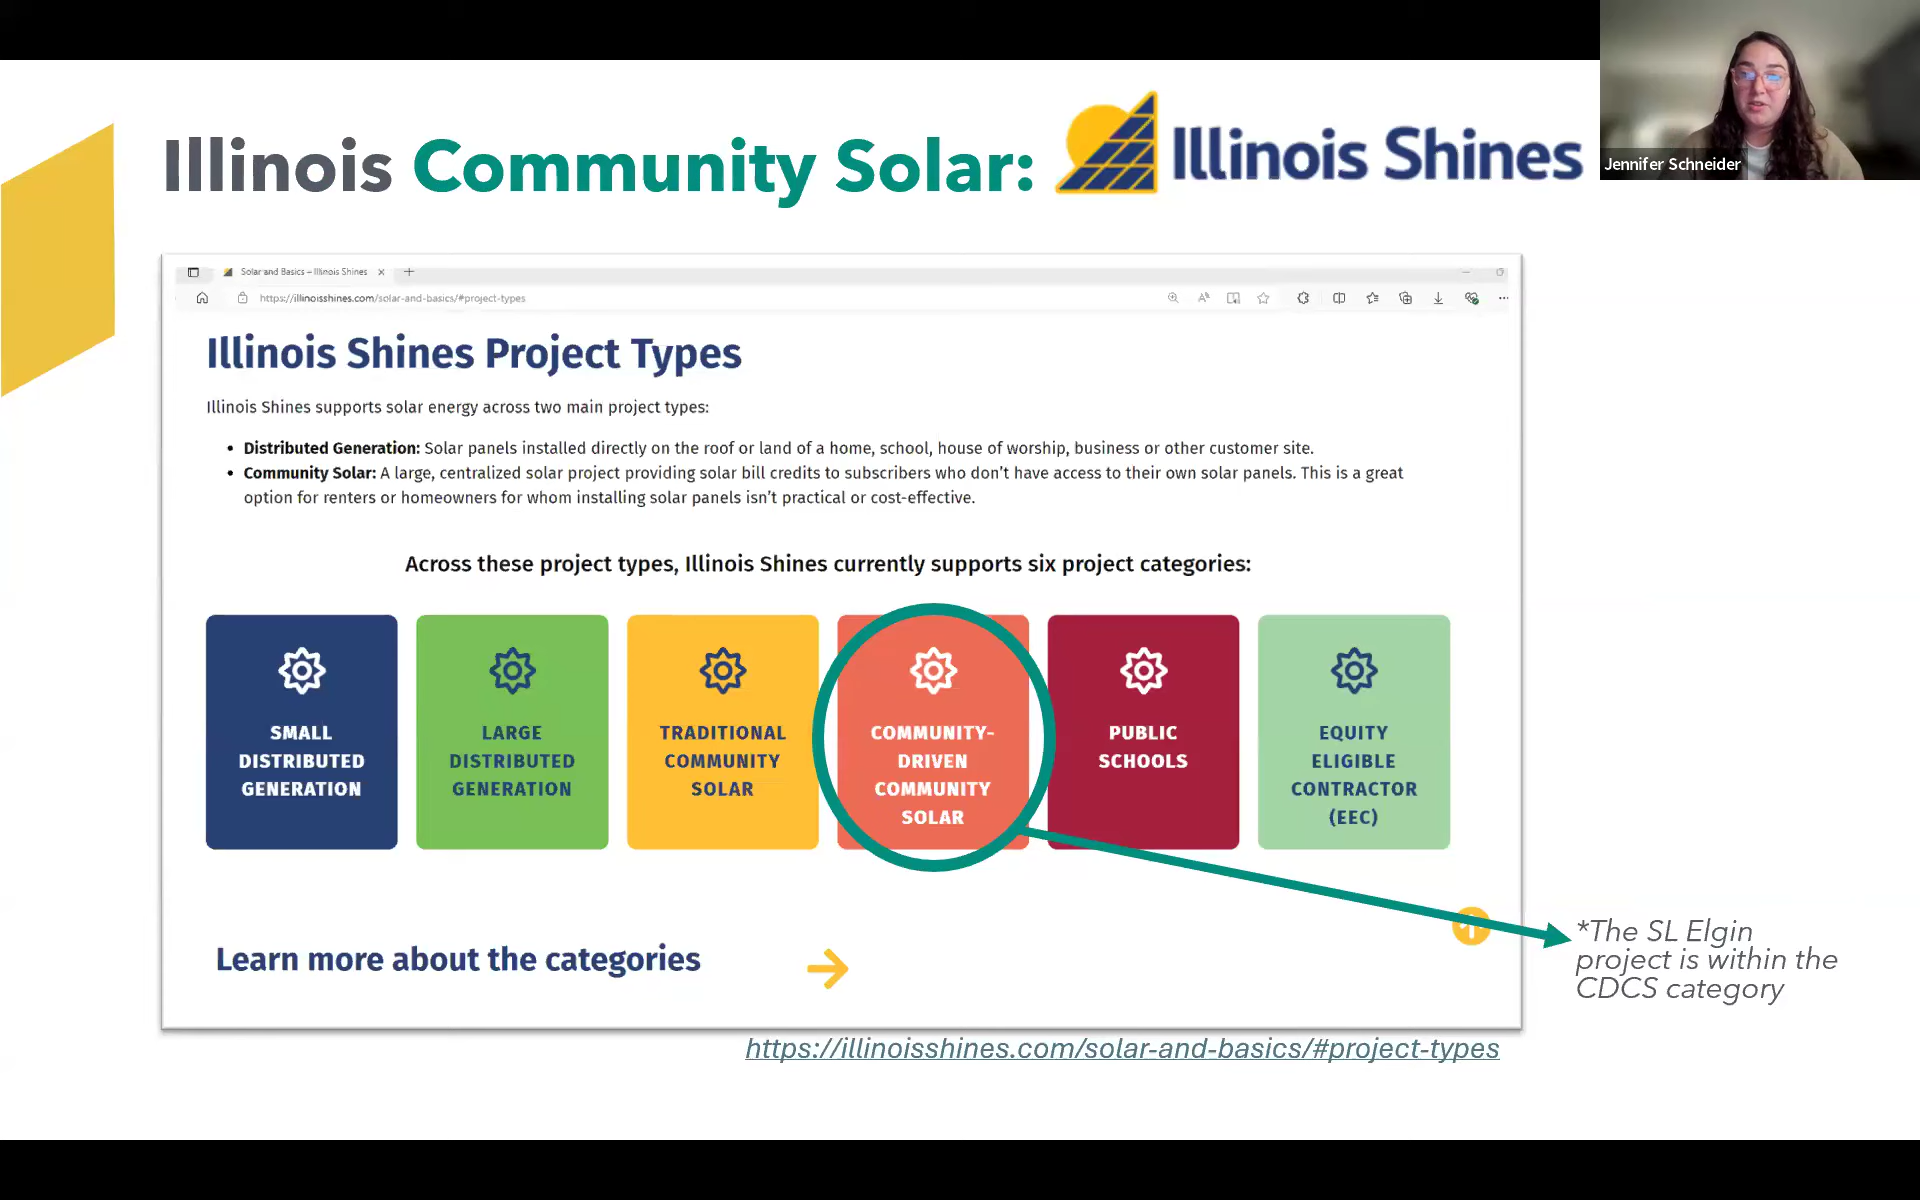 Illinois Community Solar:
Illinois Shines
Jennifer Schneider
Solar and Basics – Illinois Shines
https://illinoisshines.com/solar-and-basics/#project-types
Illinois Shines Project Types
Illinois Shines supports solar energy across two main project types:
• Distributed Generation: Solar panels installed directly on the roof or land of a home, school, house of worship, business or other customer site.
• Community Solar: A large, centralized solar project providing solar bill credits to subscribers who don't have access to their own solar panels. This is a great
option for renters or homeowners for whom installing solar panels isn't practical or cost-effective.
Across these project types, Illinois Shines currently supports six project categories:
SMALL
DISTRIBUTED
GENERATION
LARGE
DISTRIBUTED
GENERATION
TRADITIONAL
COMMUNITY
SOLAR
COMMUNITY-
DRIVEN
COMMUNITY
SOLAR
PUBLIC
SCHOOLS
EQUITY
ELIGIBLE
CONTRACTOR
(EEC)
Learn more about the categories
*The SL Elgin
project is within the
CDCS category
https://illinoisshines.com/solar-and-basics/#project-types